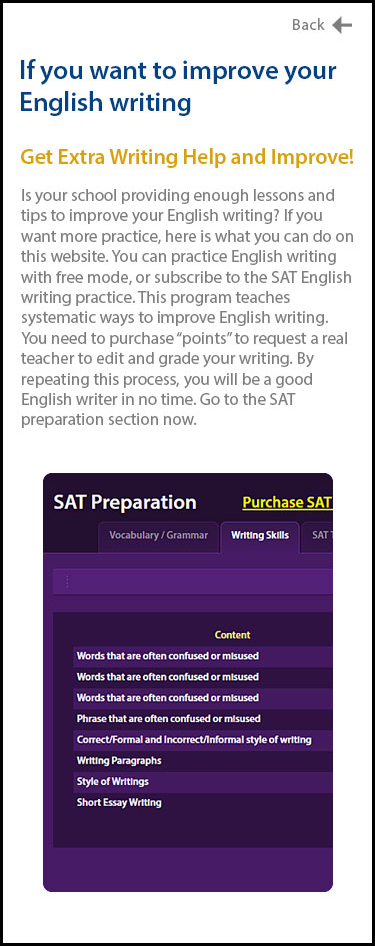 Back
If you want to improve your
English writing
Get Extra Writing Help and Improve!
Is your school providing enough lessons and
tips to improve your English writing? If you
want more practice, here is what you can do on
this website. You can practice English writing
with free mode, or subscribe to the SAT English
writing practice. This program teaches
systematic ways to improve English writing.
You need to purchase “points” to request a real
teacher to edit and grade your writing. By
repeating this process, you will be a good
English writer in no time. Go to the SAT
preparation section now.
SAT Preparation
Purchase SAT
Vocabulary / Grammar
Writing Skills
SAT
Content
Words that are often confused or misused
Words that are often confused or misused
Words that are often confused or misused
Phrase that are often confused or misused
Correct/Formal and Incorrect/Informal style of writing
Writing Paragraphs
Style of Writings
Short Essay Writing